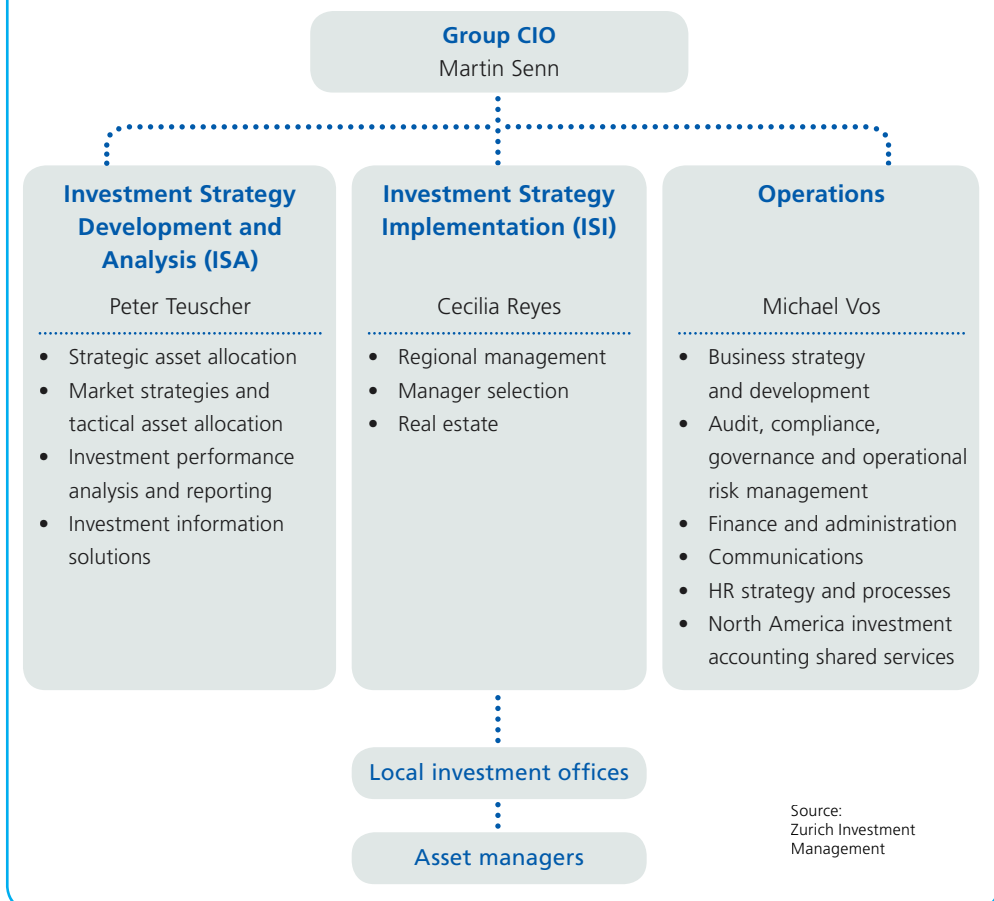 Group CIO
Martin Senn
Investment Strategy
Development and
Analysis (ISA)
Peter Teuscher
• Strategic asset allocation
• Market strategies and
tactical asset allocation
• Investment performance
analysis and reporting
• Investment information
solutions
Investment Strategy
Implementation (ISI)
Cecilia Reyes
• Regional management
• Manager selection
• Real estate
Operations
Michael Vos
• Business strategy
and development
• Audit, compliance,
governance and operational
risk management
• Finance and administration
• Communications
• HR strategy and processes
• North America investment
accounting shared services
Local investment offices
Asset managers
Source:
Zurich Investment
Management